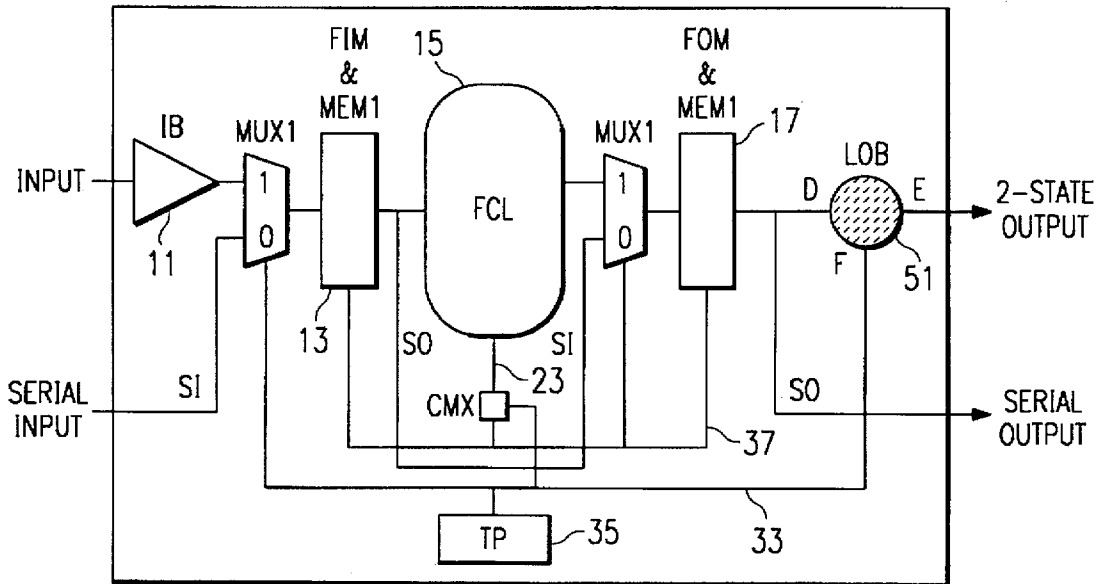 FIM
&
MEM1
15
FOM
&
MEM1
17
IB
MUX1
MUX1
LOB
INPUT
1
0
FCL
1
0
D
E
F
2-STATE
OUTPUT
11
51
13
SO
SI
23
SERIAL
INPUT
SI
CMX
SO
SERIAL
OUTPUT
37
TP
35
33